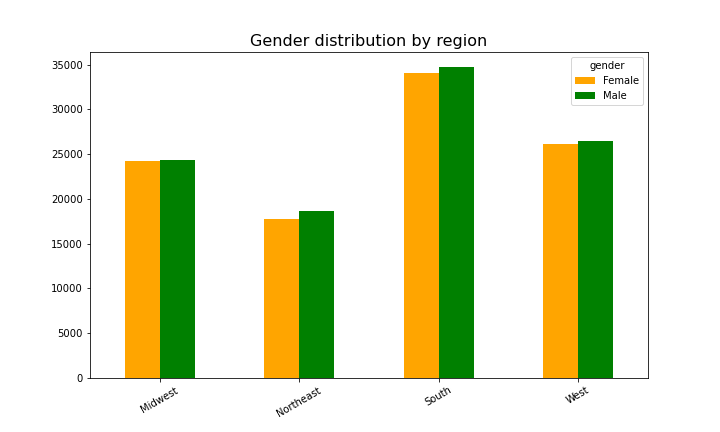 Gender distribution by region
gender
Female
Male
35000
30000
25000
20000
15000
10000
5000
0
Midwest
Northeast
South
West